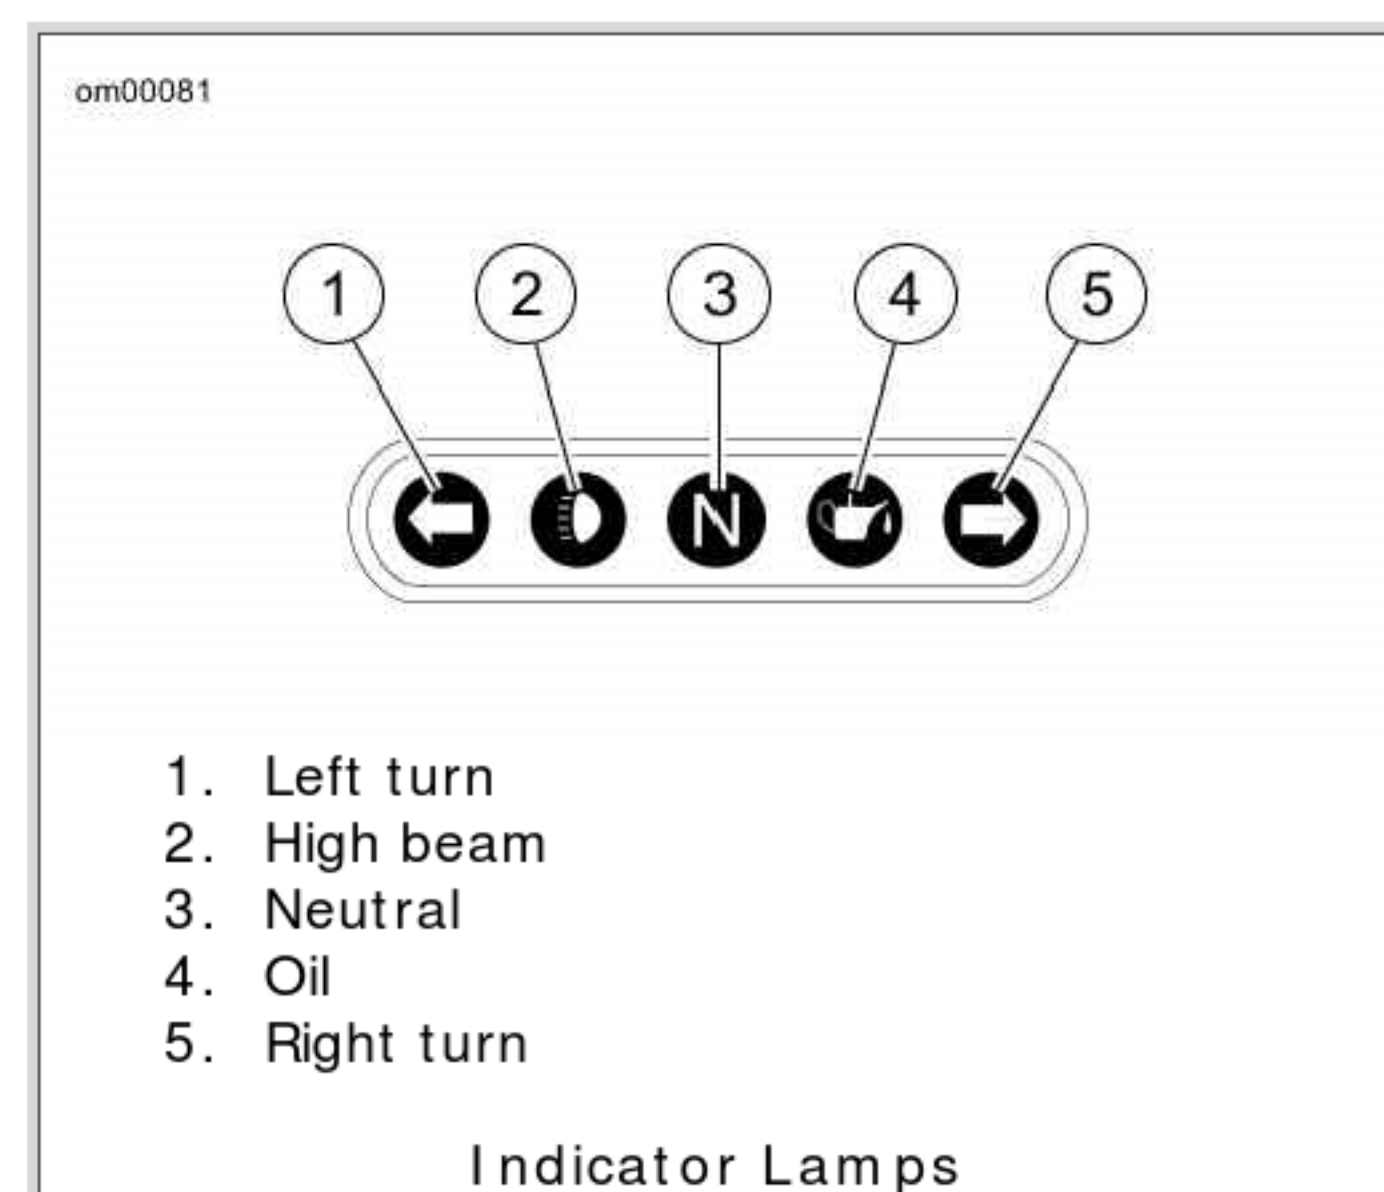 om00081
1 2 3 4 5
N
1. Left turn
2. High beam
3. Neutral
4. Oil
5. Right turn
Indicator Lamps